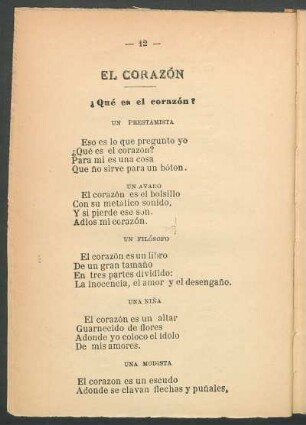 — 12 —
EL CORAZÓN
¿Qué es el corazón?
UN PRESTAMISTA
Eso es lo que pregunto yo
¿Qué es el corazon?
Para mi es una cosa
Que no sirve para un bóton.
UN AVARO
El corazón es el bolsillo
Con su metálico sonido,
Y si pierde ese son.
Adios mi corazón.
UN FILÓSOFO
El corazón es un libro
De un gran tamaño
En tres partes dividido:
La inocencia, el amor y el desengaño.
UNA NIÑA
El corazón es un altar
Guarnecido de flores
Adonde yo coloco el ídolo
De mis amores.
UNA MODISTA
El corazon es un escudo
Adonde se clavan flechas y puñales,